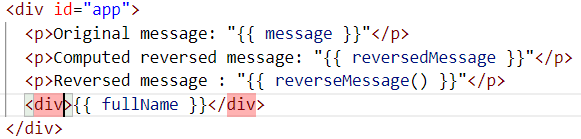 <div id="app">
<p>Original message: "{{ message }}"</p>
<p>Computed reversed message: "{{ reversedMessage }}"</p>
<p>Reversed message : "{{ reverseMessage() }}"</p>
<div>{{ fullName }}</div>
</div>